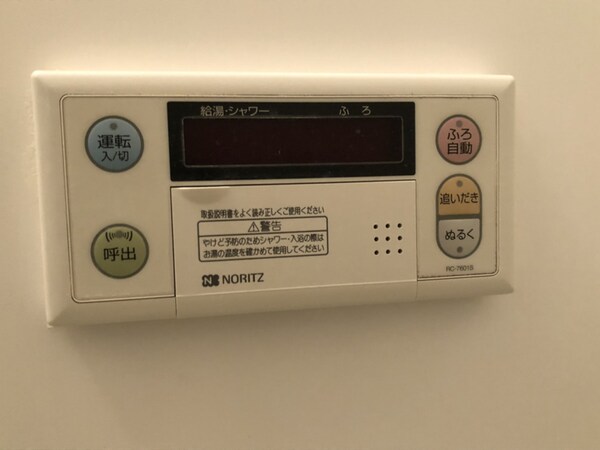 給湯・シャワー ふろ
運転
入/切
ふろ
自動
取扱説明書をよく読み正しくご使用ください
⚠警告
やけど予防のためシャワー・入浴の際は
お湯の温度を確かめて使用してください
追いだき
呼出
ぬるく
NORITZ
RC-7601S